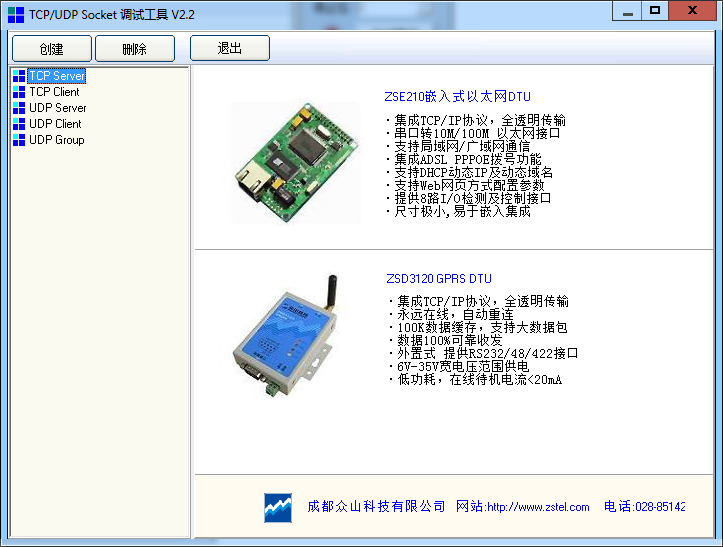 TCP/UDP Socket 调试工具 V2.2
创建
删除
退出
TCP Server
TCP Client
UDP Server
UDP Client
UDP Group
ZSE210嵌入式以太网DTU
·集成TCP/IP协议，全透明传输
·串口转10M/100M 以太网接口
·支持局域网/广域网通信
·集成ADSL PPPOE拨号功能
·支持DHCP动态IP及动态域名
·支持Web网页方式配置参数
·提供8路I/O检测及控制接口
·尺寸极小,易于嵌入集成
ZSD3120 GPRS DTU
·集成TCP/IP协议，全透明传输
·永远在线，自动重连
·100K数据缓存，支持大数据包
·数据100%可靠收发
·外置式 提供RS232/48/422接口
·6V-35V宽电压范围供电
·低功耗，在线待机电流<20mA
成都众山科技有限公司 网站:http://www.zstel.com 电话:028-85142